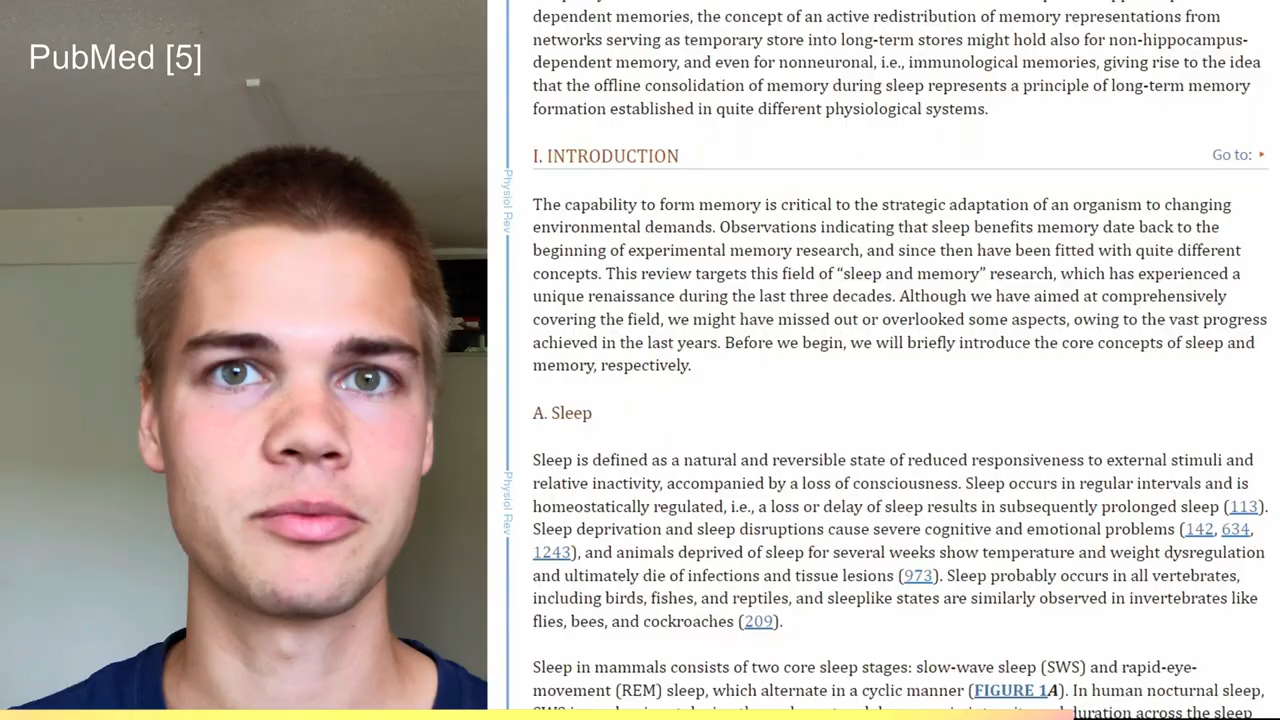 PubMed [5]
dependent memories, the concept of an active redistribution of memory representations from
networks serving as temporary store into long-term stores might hold also for non-hippocampus-
dependent memory, and even for nonneuronal, i.e., immunological memories, giving rise to the idea
that the offline consolidation of memory during sleep represents a principle of long-term memory
formation established in quite different physiological systems.
I. INTRODUCTION
Go to:
The capability to form memory is critical to the strategic adaptation of an organism to changing
environmental demands. Observations indicating that sleep benefits memory date back to the
beginning of experimental memory research, and since then have been fitted with quite different
concepts. This review targets this field of “sleep and memory” research, which has experienced a
unique renaissance during the last three decades. Although we have aimed at comprehensively
covering the field, we might have missed out or overlooked some aspects, owing to the vast progress
achieved in the last years. Before we begin, we will briefly introduce the core concepts of sleep and
memory, respectively.
A. Sleep
Sleep is defined as a natural and reversible state of reduced responsiveness to external stimuli and
relative inactivity, accompanied by a loss of consciousness. Sleep occurs in regular intervals and is
homeostatically regulated, i.e., a loss or delay of sleep results in subsequently prolonged sleep (113).
Sleep deprivation and sleep disruptions cause severe cognitive and emotional problems (144, 634,
1243), and animals deprived of sleep for several weeks show temperature and weight dysregulation
and ultimately die of infections and tissue lesions (973). Sleep probably occurs in all vertebrates,
including birds, fishes, and reptiles, and sleeplike states are similarly observed in invertebrates like
flies, bees, and cockroaches (209).
Sleep in mammals consists of two core sleep stages: slow-wave sleep (SWS) and rapid-eye-
movement (REM) sleep, which alternate in a cyclic manner (FIGURE 1A). In human nocturnal sleep,
duration across the sleep
Physiol Rev
Physiol Rev